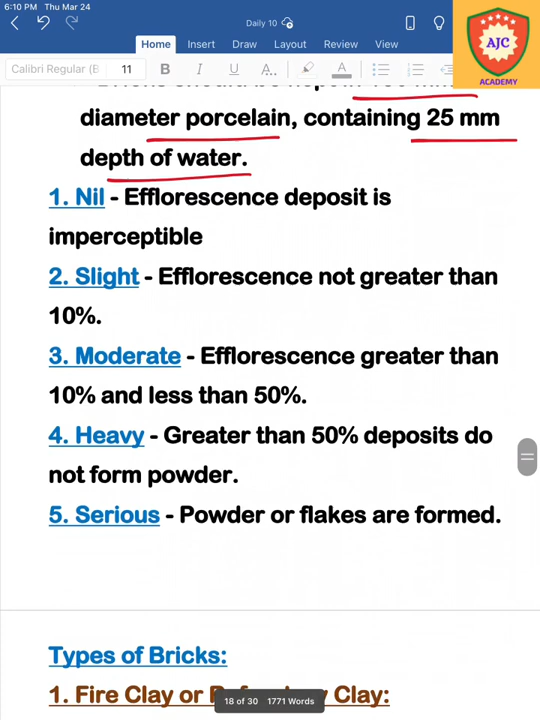 6:10 PM Thu Mar 24
Daily 10
Home Insert Draw Layout Review View
AJC
ACADEMY
Calibri Regular (B 11 B I U A...
diameter porcelain, containing 25 mm
depth of water.
1. Nil - Efflorescence deposit is
imperceptible
2. Slight - Efflorescence not greater than
10%.
3. Moderate - Efflorescence greater than
10% and less than 50%.
4. Heavy - Greater than 50% deposits do
not form powder.
5. Serious - Powder or flakes are formed.
Types of Bricks:
1. Fire Clay or Clay:
18 of 30 1771 Words